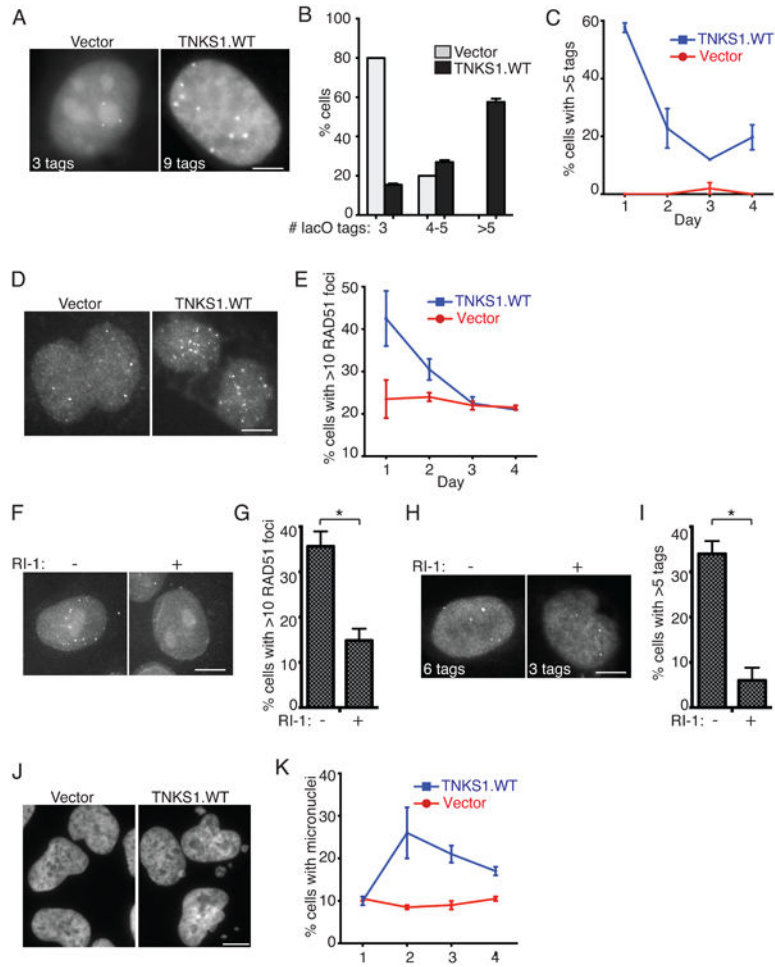 A
Vector
TNKS1.WT
3 tags
9 tags
B
Vector
TNKS1.WT
% cells
100
80
60
40
20
0
# lacO tags: 3 4-5 >5
C
TNKS1.WT
Vector
% cells with >5 tags
60
40
20
0
1 2 3 4
Day
D
Vector
TNKS1.WT
E
TNKS1.WT
Vector
% cells with >10 RAD51 foci
50
40
30
20
10
1 2 3 4
Day
F
RI-1: - +
G
*
% cells with >10 RAD51 foci
40
30
20
10
0
RI-1: - +
H
RI-1: - +
6 tags
3 tags
I
*
% cells with >5 tags
40
30
20
10
0
RI-1: - +
J
Vector
TNKS1.WT
K
TNKS1.WT
Vector
% cells with micronuclei
40
30
20
10
0
1 2 3 4